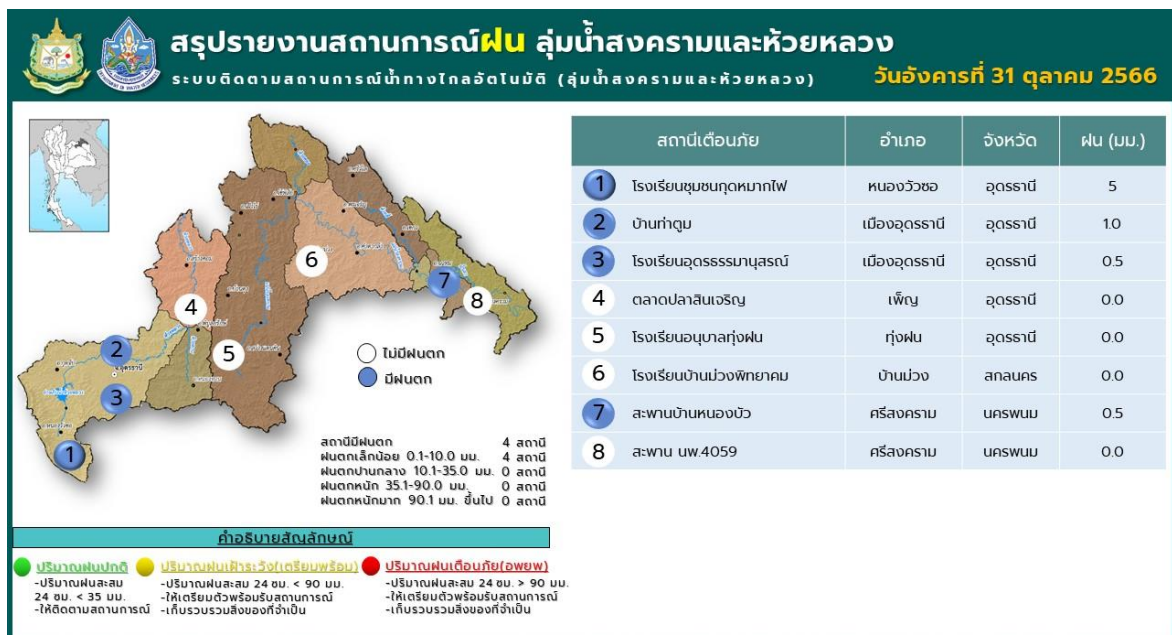 สรุปรายงานสถานการณ์ฝน ลุ่มน้ำสงครามและห้วยหลวง
ระบบติดตามสถานการณ์น้ำทางไกลอัตโนมัติ (ลุ่มน้ำสงครามและห้วยหลวง)
วันอังคารที่ 31 ตุลาคม 2566
สถานีเตือนภัย อำเภอ จังหวัด ฝน (มม.)
1 โรงเรียนชุมชนกุดหมากไฟ หนองวัวซอ อุดรธานี 5
2 บ้านท่าตูม เมืองอุดรธานี อุดรธานี 1.0
3 โรงเรียนอุดรธรรมานุสรณ์ เมืองอุดรธานี อุดรธานี 0.5
4 ตลาดปลาสินเจริญ เพ็ญ อุดรธานี 0.0
5 โรงเรียนอนุบาลทุ่งฝน ทุ่งฝน อุดรธานี 0.0
6 โรงเรียนบ้านม่วงพิทยาคม บ้านม่วง สกลนคร 0.0
7 สะพานบ้านหนองบัว ศรีสงคราม นครพนม 0.5
8 สะพาน นพ.4059 ศรีสงคราม นครพนม 0.0
6
7
8
4
2
5
3
1
ไม่มีฝนตก
มีฝนตก
สถานีมีฝนตก 4 สถานี
ฝนตกเล็กน้อย 0.1-10.0 มม. 4 สถานี
ฝนตกปานกลาง 10.1-35.0 มม. 0 สถานี
ฝนตกหนัก 35.1-90.0 มม. 0 สถานี
ฝนตกหนักมาก 90.1 มม. ขึ้นไป 0 สถานี
คำอธิบายสัญลักษณ์
ปริมาณฝนปกติ
-ปริมาณฝนสะสม
24 ชม. < 35 มม.
-ให้ติดตามสถานการณ์
ปริมาณฝนเฝ้าระวัง(เตรียมพร้อม)
-ปริมาณฝนสะสม 24 ชม. < 90 มม.
-ให้เตรียมตัวพร้อมรับสถานการณ์
-เก็บรวบรวมสิ่งของที่จำเป็น
ปริมาณฝนเตือนภัย(อพยพ)
-ปริมาณฝนสะสม 24 ชม. > 90 มม.
-ให้เตรียมตัวพร้อมรับสถานการณ์
-เก็บรวบรวมสิ่งของที่จำเป็น